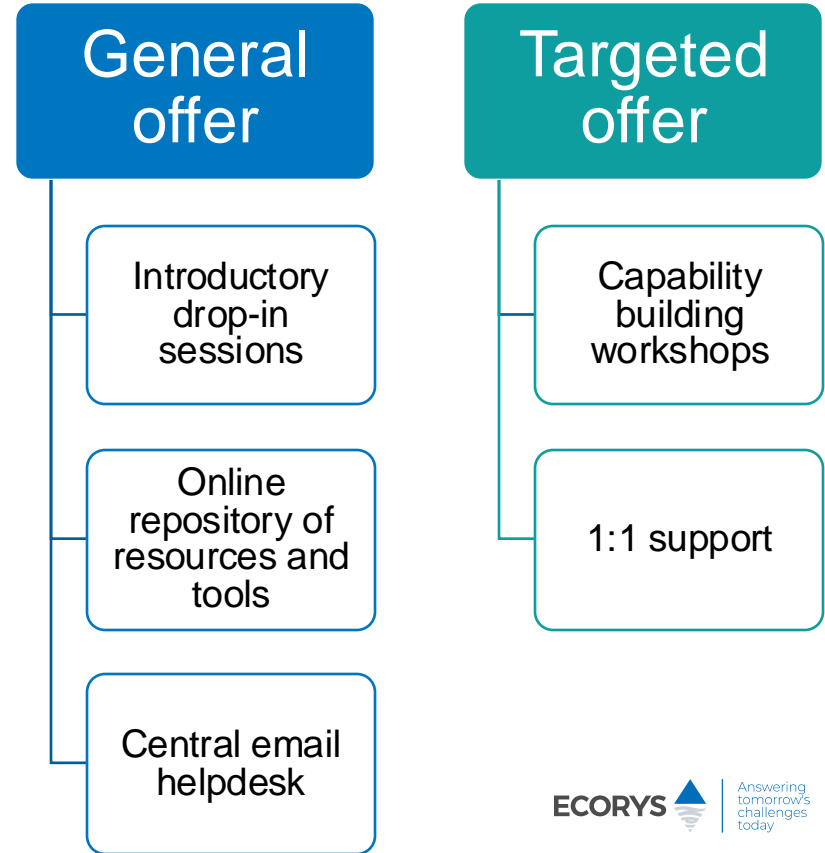 General
offer
Introductory
drop-in
sessions
Online
repository of
resources and
tools
Central email
helpdesk
Targeted
offer
Capability
building
workshops
1:1 support
ECORYS
Answering
tomorrow's
challenges
today